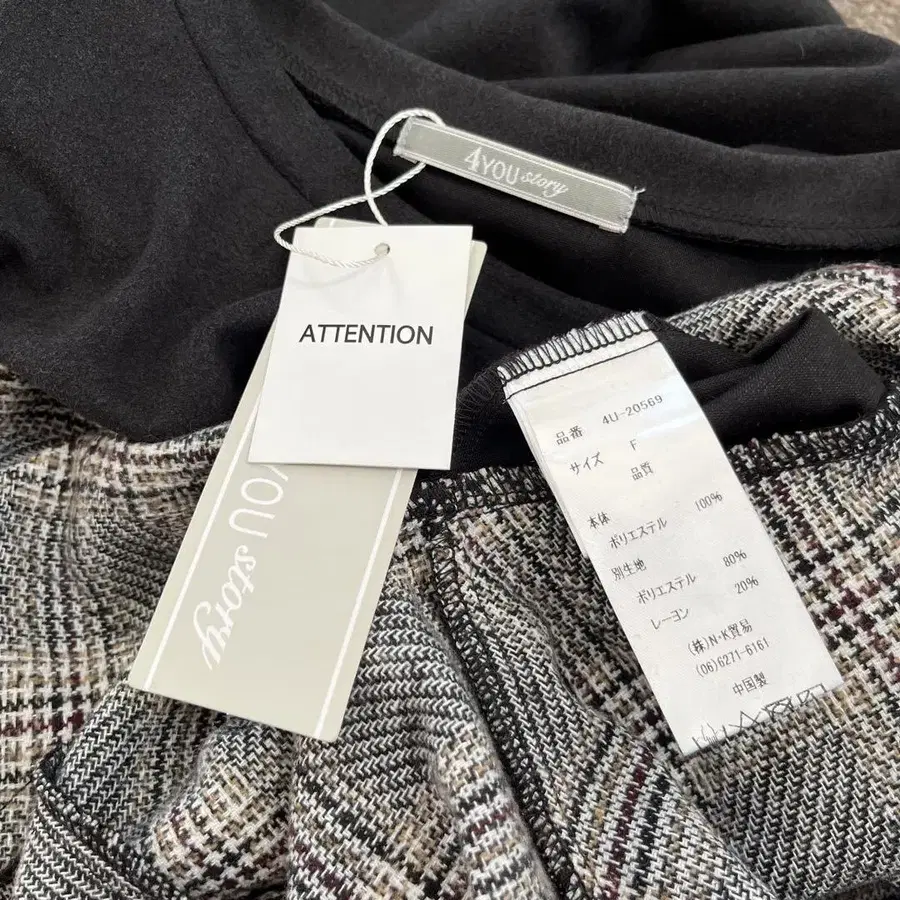 4YOU story
ATTENTION
YOU story
品番 4U-20569
サイズ F
品質
本体
ポリエステル 100%
別生地
ポリエステル 80%
レーヨン 20%
(株)N·K貿易
(06)6271-6161
中国製